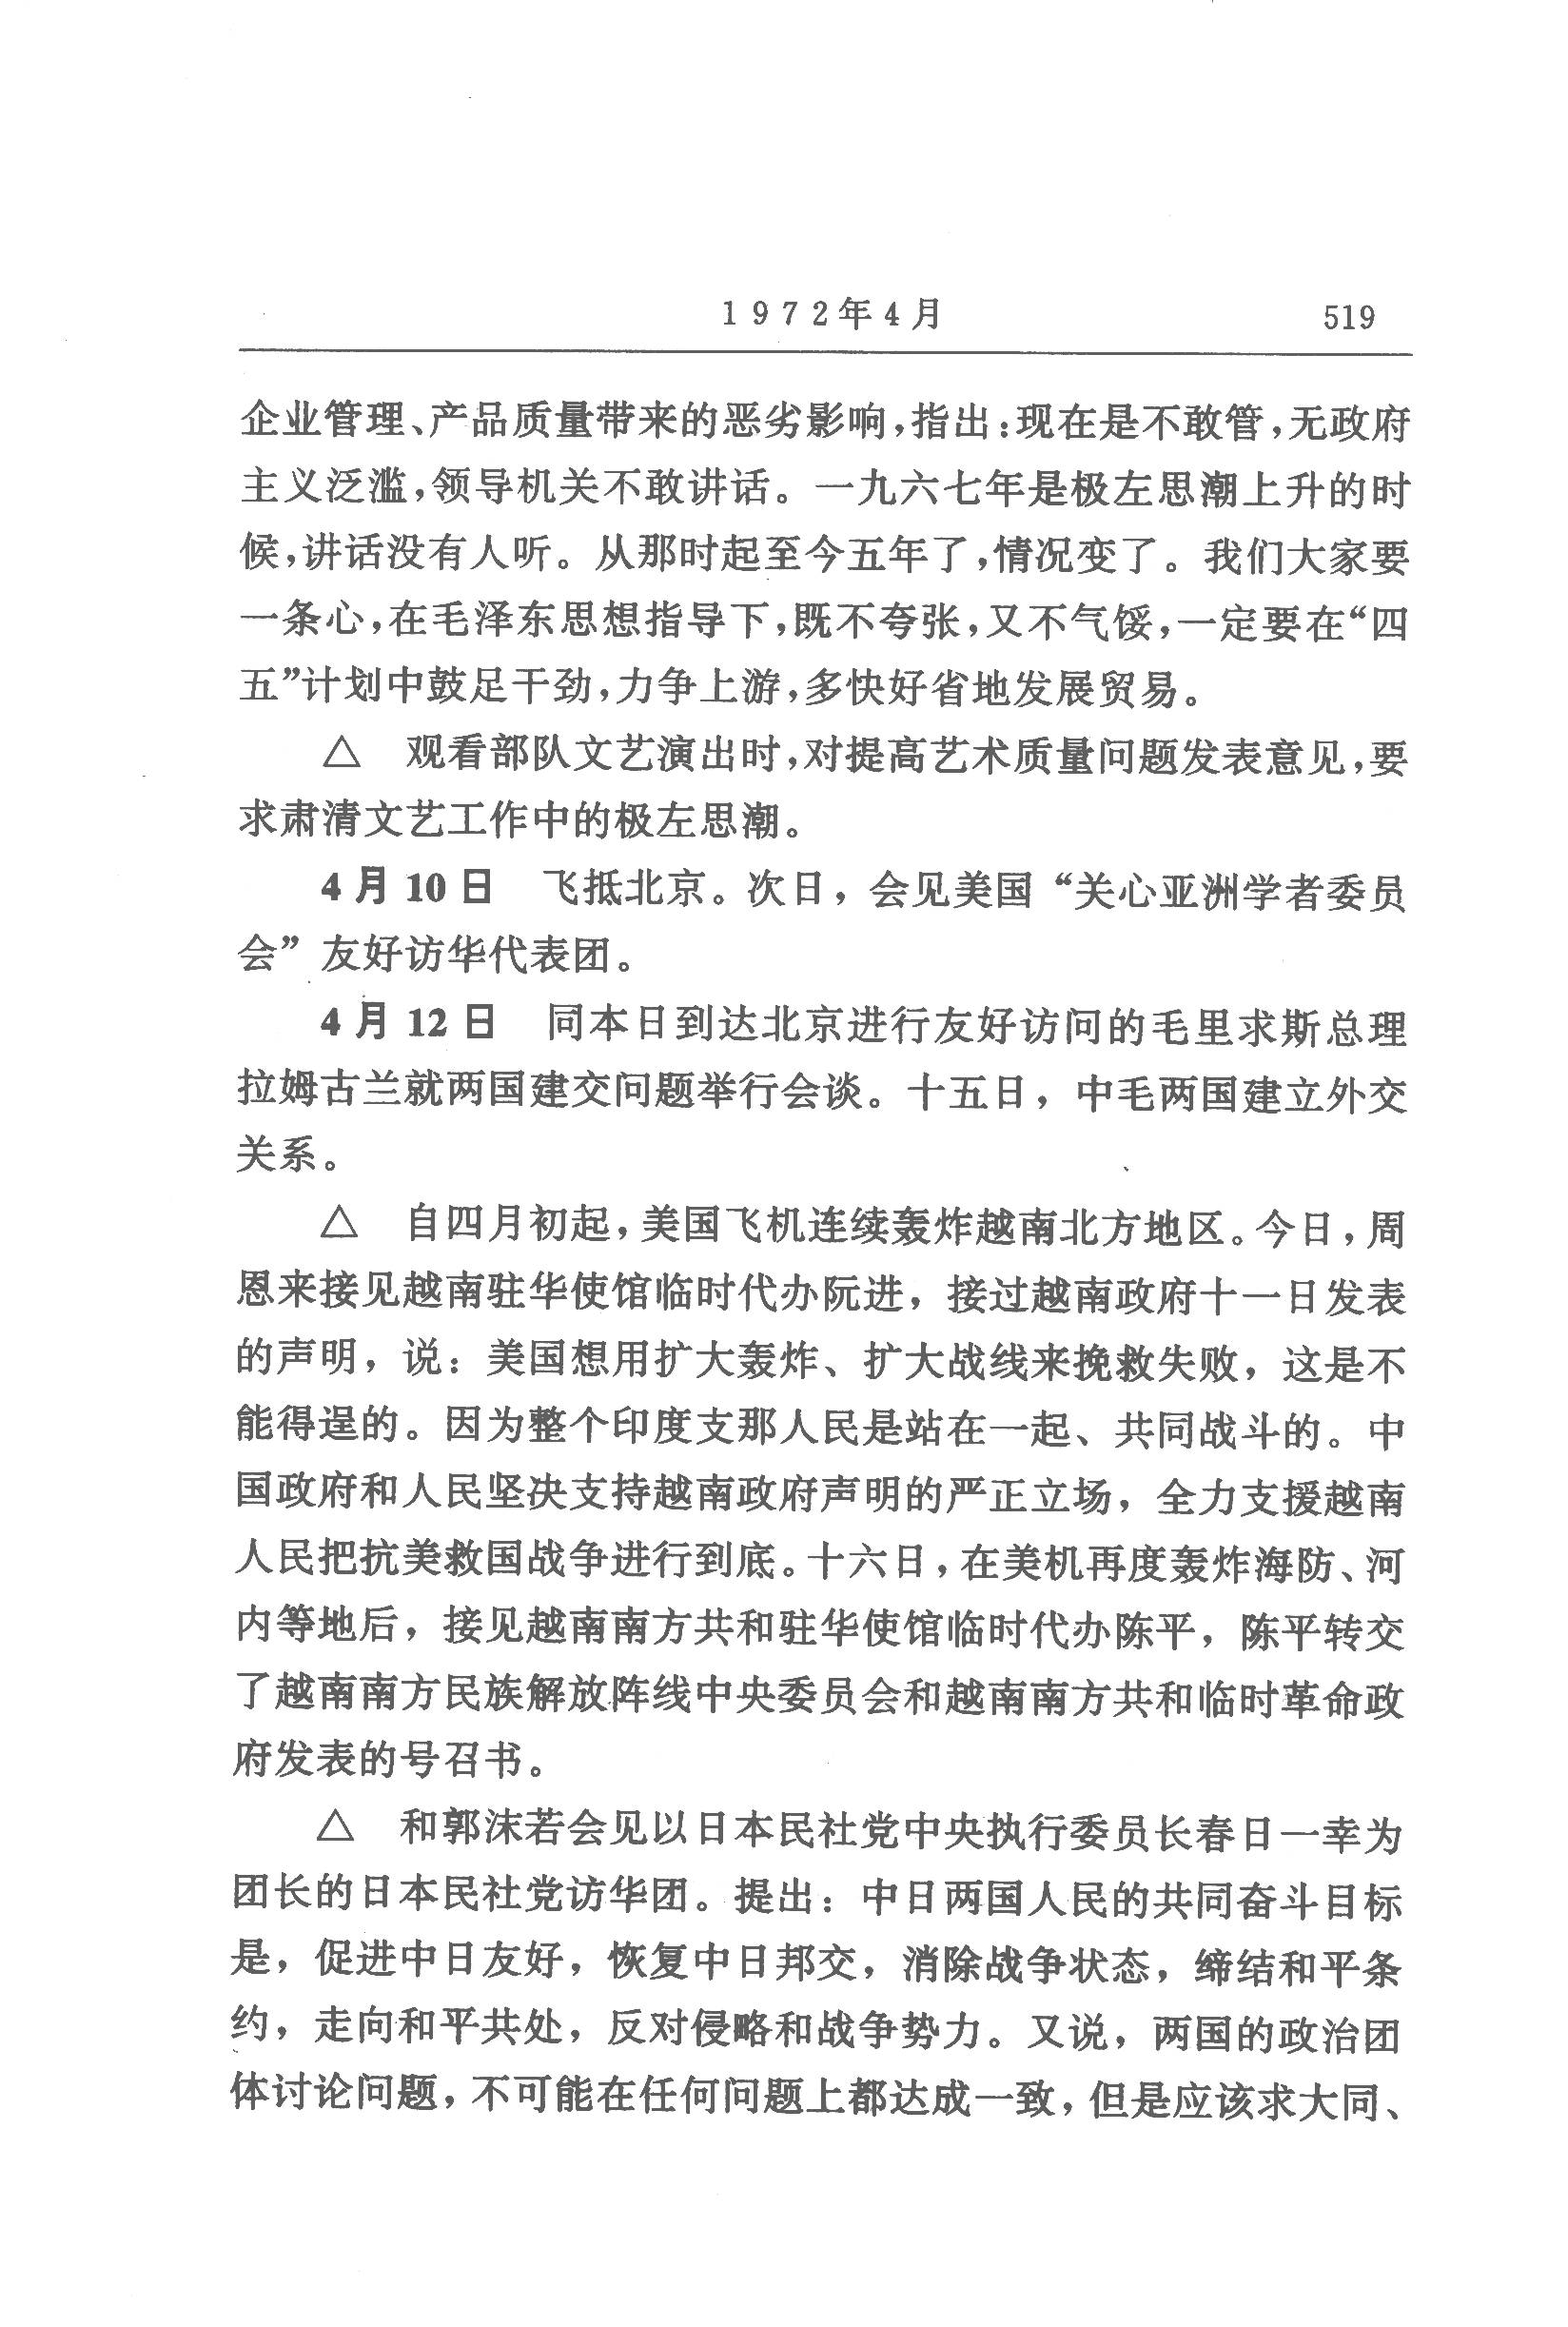 1972年4月 519
企业管理、产品质量带来的恶劣影响，指出：现在是不敢管，无政府
主义泛滥，领导机关不敢讲话。一九六七年是极左思潮上升的时
候，讲话没有人听。从那时起至今五年了，情况变了。我们大家要
一条心，在毛泽东思想指导下，既不夸张，又不气馁，一定要在“四
五”计划中鼓足干劲，力争上游，多快好省地发展贸易。
△ 观看部队文艺演出时，对提高艺术质量问题发表意见，要
求肃清文艺工作中的极左思潮。
4月10日 飞抵北京。次日，会见美国“关心亚洲学者委员
会”友好访华代表团。
4月12日 同本日到达北京进行友好访问的毛里求斯总理
拉姆古兰就两国建交问题举行会谈。十五日，中毛两国建立外交
关系。
△ 自四月初起，美国飞机连续轰炸越南北方地区。今日，周
恩来接见越南驻华使馆临时代办阮进，接过越南政府十一日发表
的声明，说：美国想用扩大轰炸、扩大战线来挽救失败，这是不
能得逞的。因为整个印度支那人民是站在一起、共同战斗的。中
国政府和人民坚决支持越南政府声明的严正立场，全力支援越南
人民把抗美救国战争进行到底。十六日，在美机再度轰炸海防、河
内等地后，接见越南南方共和驻华使馆临时代办陈平，陈平转交
了越南南方民族解放阵线中央委员会和越南南方共和临时革命政
府发表的号召书。
△ 和郭沫若会见以日本民社党中央执行委员长春日一幸为
团长的日本民社党访华团。提出：中日两国人民的共同奋斗目标
是，促进中日友好，恢复中日邦交，消除战争状态，缔结和平条
约，走向和平共处，反对侵略和战争势力。又说，两国的政治团
体讨论问题，不可能在任何问题上都达成一致，但是应该求大同、